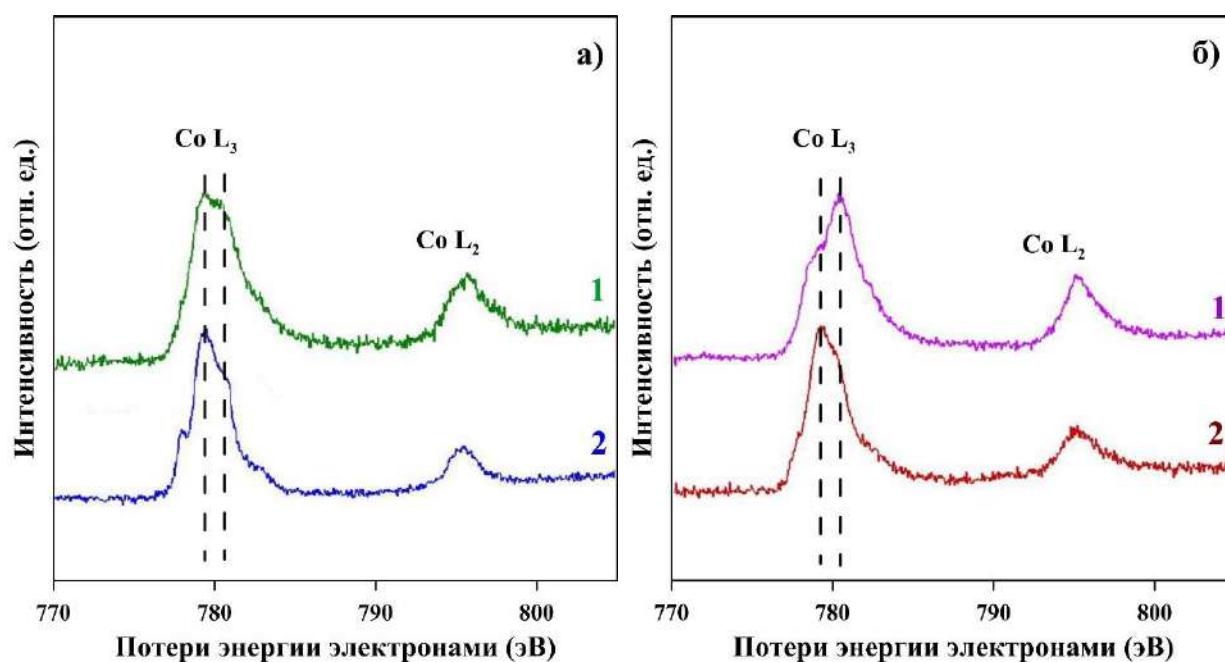 а)
Co L3
Co L2
1
2
Интенсивность (отн. ед.)
770 780 790 800
Потери энергии электронами (эВ)
б)
Co L3
Co L2
1
2
Интенсивность (отн. ед.)
770 780 790 800
Потери энергии электронами (эВ)